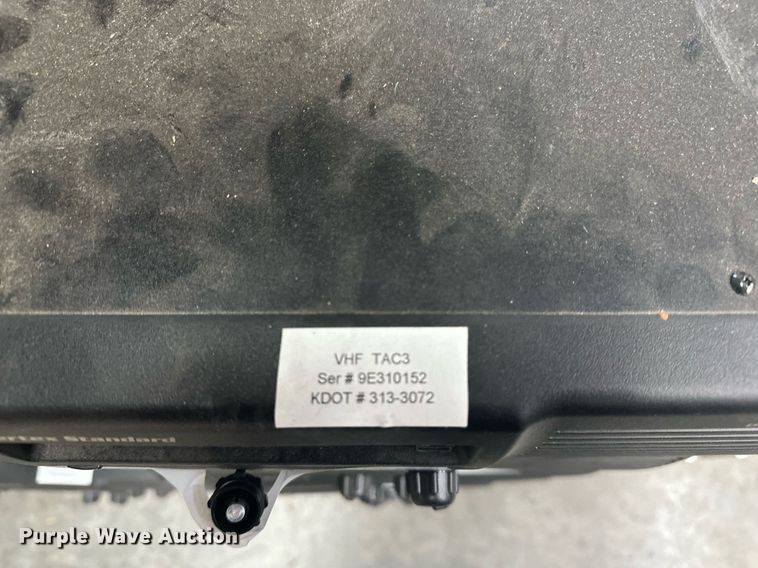 VHF TAC3
Ser # 9E310152
KDOT # 313-3072
Standard
Purple Wave Auction